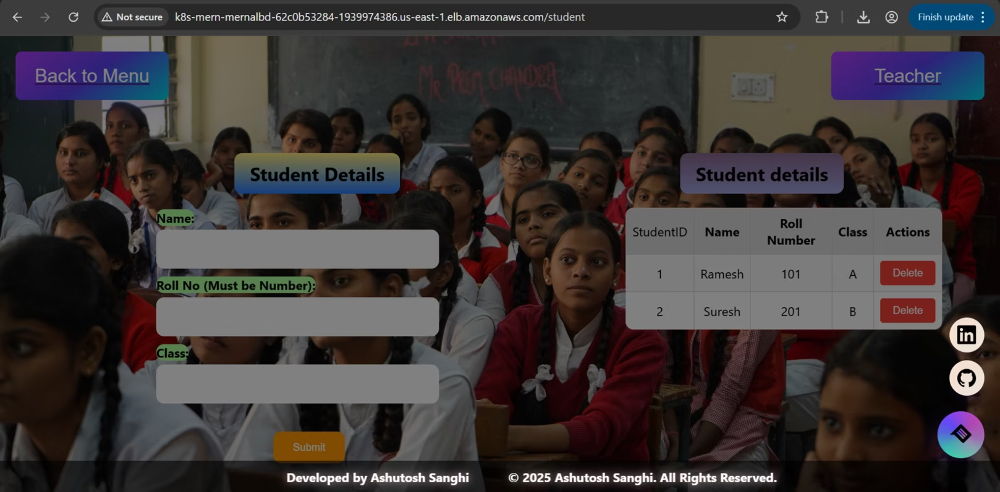 Not secure
k8s-mern-mernalbd-62c0b53284-1939974386.us-east-1.elb.amazonaws.com/student
Finish update
Mr PREM CHANDRA
Back to Menu
Teacher
Student Details
Name:
Roll No (Must be Number):
Class:
Submit
Student details
StudentID Name Roll Number Class Actions
1 Ramesh 101 A Delete
2 Suresh 201 B Delete
in
Developed by Ashutosh Sanghi
© 2025 Ashutosh Sanghi. All Rights Reserved.